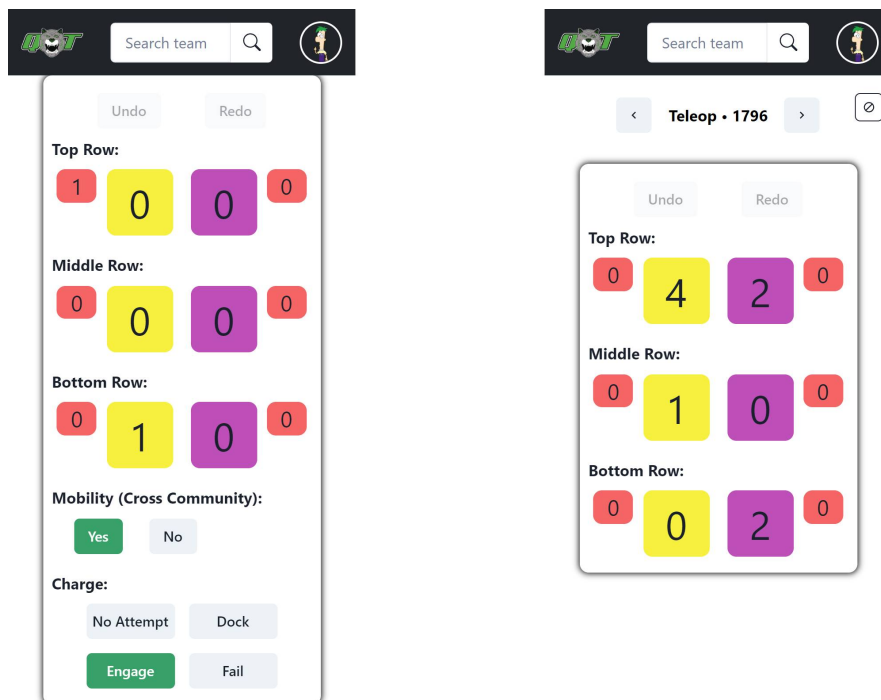 QT
Search team
Undo Redo
Top Row:
1 0 0 0
Middle Row:
0 0 0 0
Bottom Row:
0 1 0 0
Mobility (Cross Community):
Yes No
Charge:
No Attempt Dock
Engage Fail
QT
Search team
Teleop • 1796
Undo Redo
Top Row:
0 4 2 0
Middle Row:
0 1 0 0
Bottom Row:
0 0 2 0